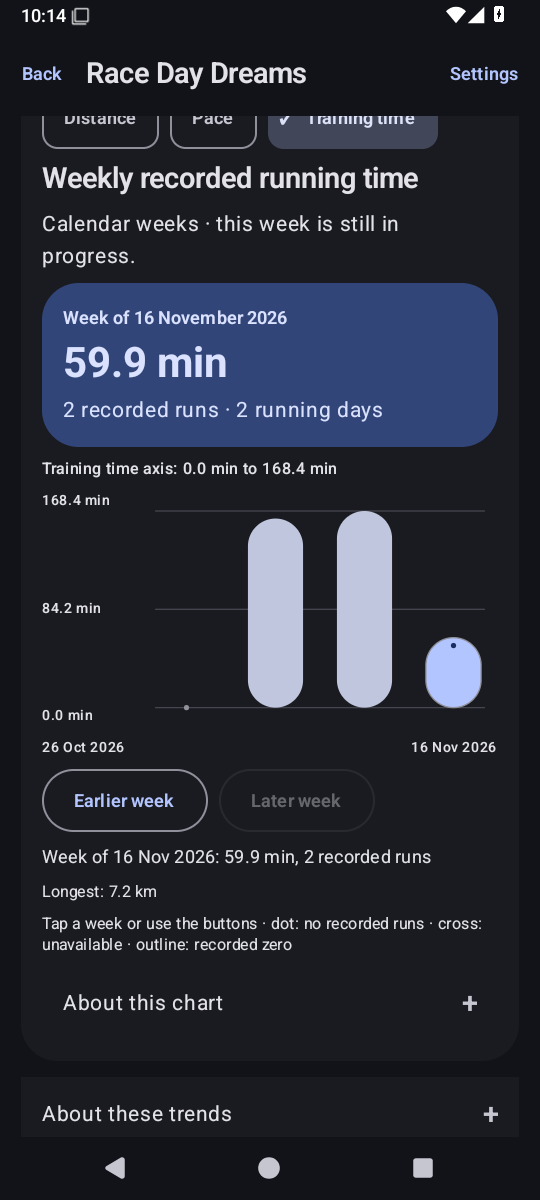 10:14
Back Race Day Dreams Settings
Distance Pace ✓ Training time
Weekly recorded running time
Calendar weeks · this week is still in
progress.
Week of 16 November 2026
59.9 min
2 recorded runs · 2 running days
Training time axis: 0.0 min to 168.4 min
168.4 min
84.2 min
0.0 min
26 Oct 2026 16 Nov 2026
Earlier week Later week
Week of 16 Nov 2026: 59.9 min, 2 recorded runs
Longest: 7.2 km
Tap a week or use the buttons · dot: no recorded runs · cross:
unavailable · outline: recorded zero
About this chart +
About these trends +